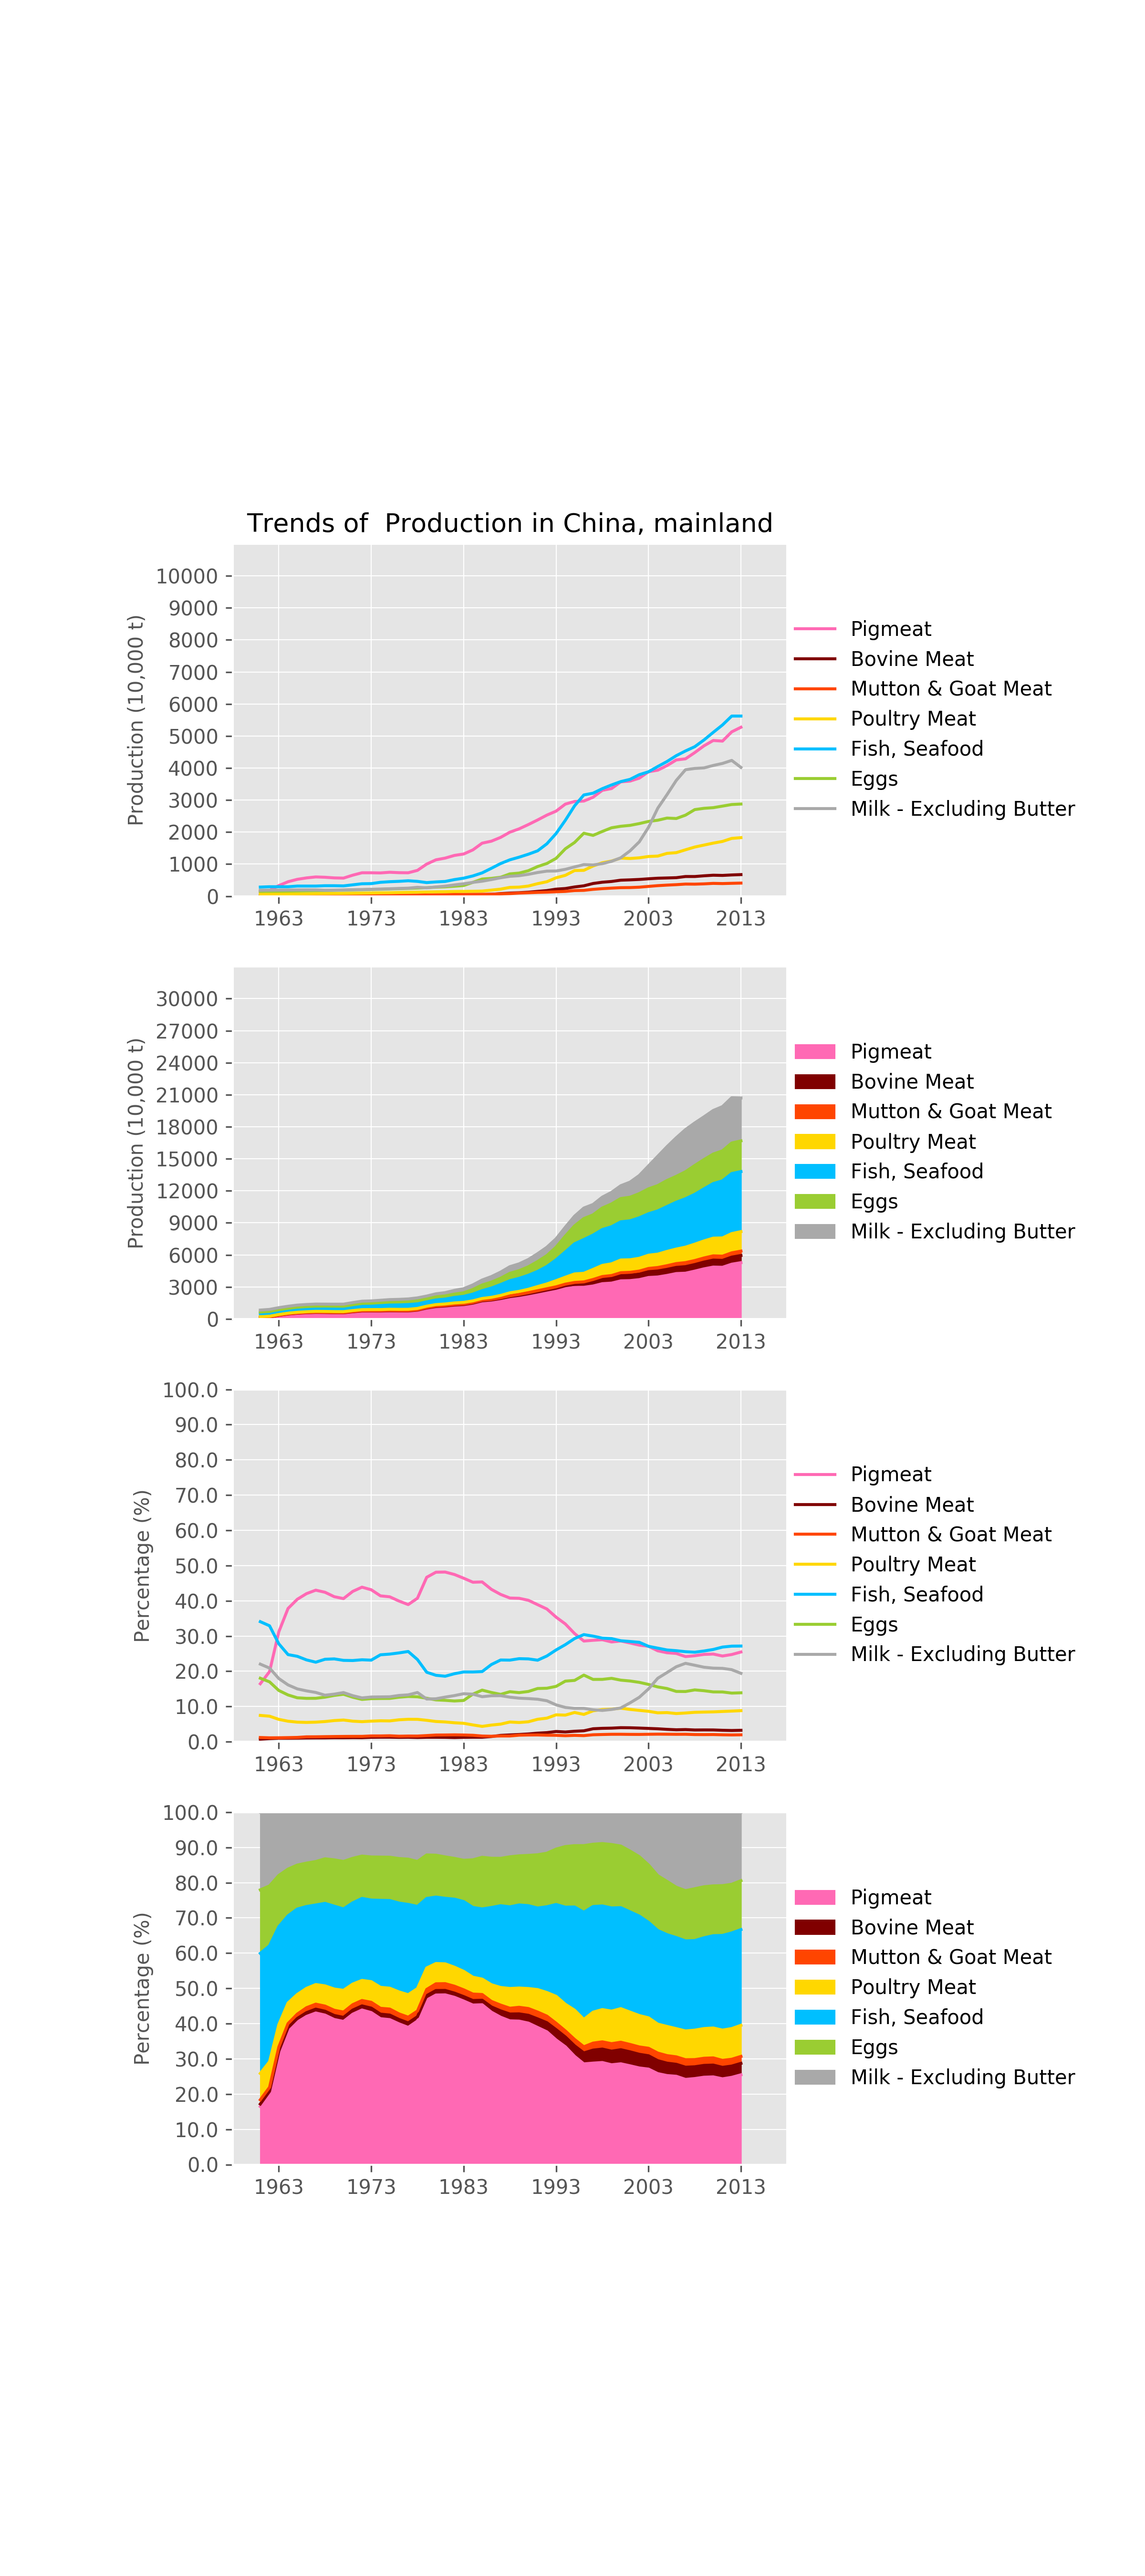 Trends of  Production in China, mainland
10000
9000
8000
7000
6000
5000
4000
3000
2000
1000
0
Production (10,000 t)
1963 1973 1983 1993 2003 2013
Pigmeat
Bovine Meat
Mutton & Goat Meat
Poultry Meat
Fish, Seafood
Eggs
Milk - Excluding Butter
30000
27000
24000
21000
18000
15000
12000
9000
6000
3000
0
Production (10,000 t)
1963 1973 1983 1993 2003 2013
Pigmeat
Bovine Meat
Mutton & Goat Meat
Poultry Meat
Fish, Seafood
Eggs
Milk - Excluding Butter
100.0
90.0
80.0
70.0
60.0
50.0
40.0
30.0
20.0
10.0
0.0
Percentage (%)
1963 1973 1983 1993 2003 2013
Pigmeat
Bovine Meat
Mutton & Goat Meat
Poultry Meat
Fish, Seafood
Eggs
Milk - Excluding Butter
100.0
90.0
80.0
70.0
60.0
50.0
40.0
30.0
20.0
10.0
0.0
Percentage (%)
1963 1973 1983 1993 2003 2013
Pigmeat
Bovine Meat
Mutton & Goat Meat
Poultry Meat
Fish, Seafood
Eggs
Milk - Excluding Butter